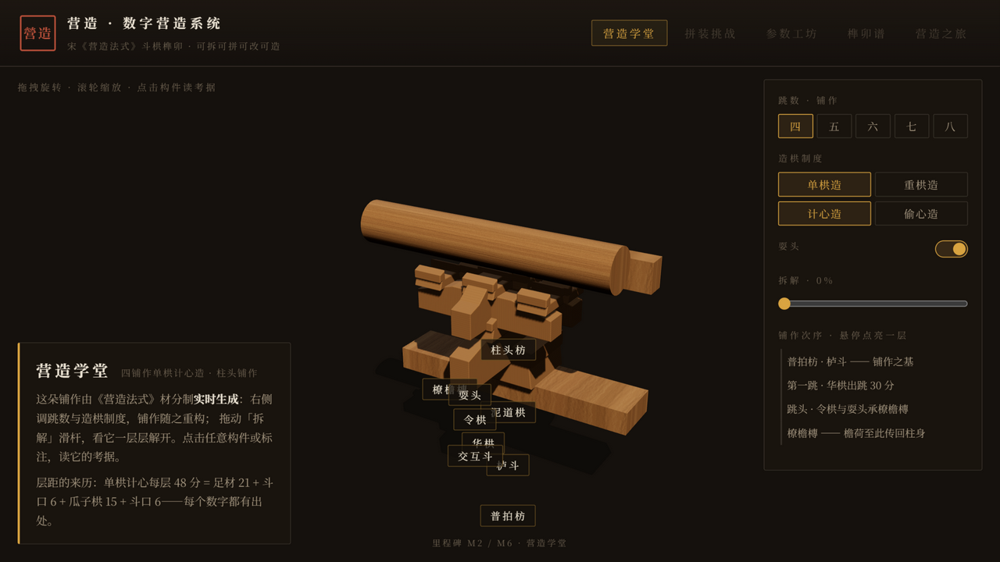 營造
营造 · 数字营造系统
宋《营造法式》斗栱榫卯 · 可拆可拼可改可造
营造学堂
拼装挑战
参数工坊
榫卯谱
营造之旅
拖拽旋转 · 滚轮缩放 · 点击构件读考据
跳数 · 铺作
四
五
六
七
八
造栱制度
单栱造
重栱造
计心造
偷心造
耍头
拆解 · 0%
铺作次序 · 悬停点亮一层
普拍枋 · 栌斗 —— 铺作之基
第一跳 · 华栱出跳 30 分
跳头 · 令栱与耍头承橑檐槫
橑檐槫 —— 檐荷至此传回柱身
柱头枋
橑檐槫
耍头
泥道栱
令栱
华栱
交互斗
栌斗
普拍枋
营造学堂 四铺作单栱计心造 · 柱头铺作
这朵铺作由《营造法式》材分制实时生成：右侧
调跳数与造栱制度，铺作随之重构； 拖动「拆
解」滑杆，看它一层层解开。点击任意构件或标
注，读它的考据。
层距的来历：单栱计心每层 48 分 = 足材 21 + 斗
口 6 + 瓜子栱 15 + 斗口 6——每个数字都有出
处。
里程碑 M2 / M6 · 营造学堂